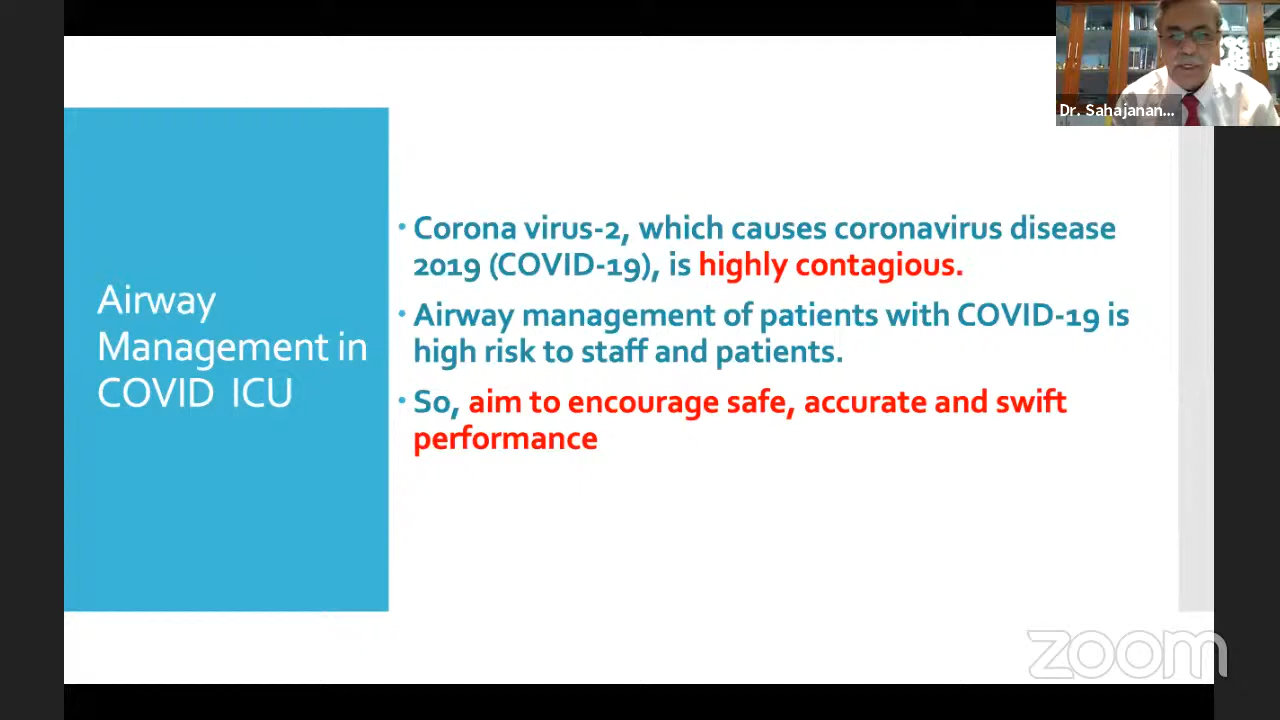 Dr. Sahajanan...
Airway
Management in
COVID ICU
• Corona virus-2, which causes coronavirus disease
2019 (COVID-19), is highly contagious.
• Airway management of patients with COVID-19 is
high risk to staff and patients.
• So, aim to encourage safe, accurate and swift
performance
zoom